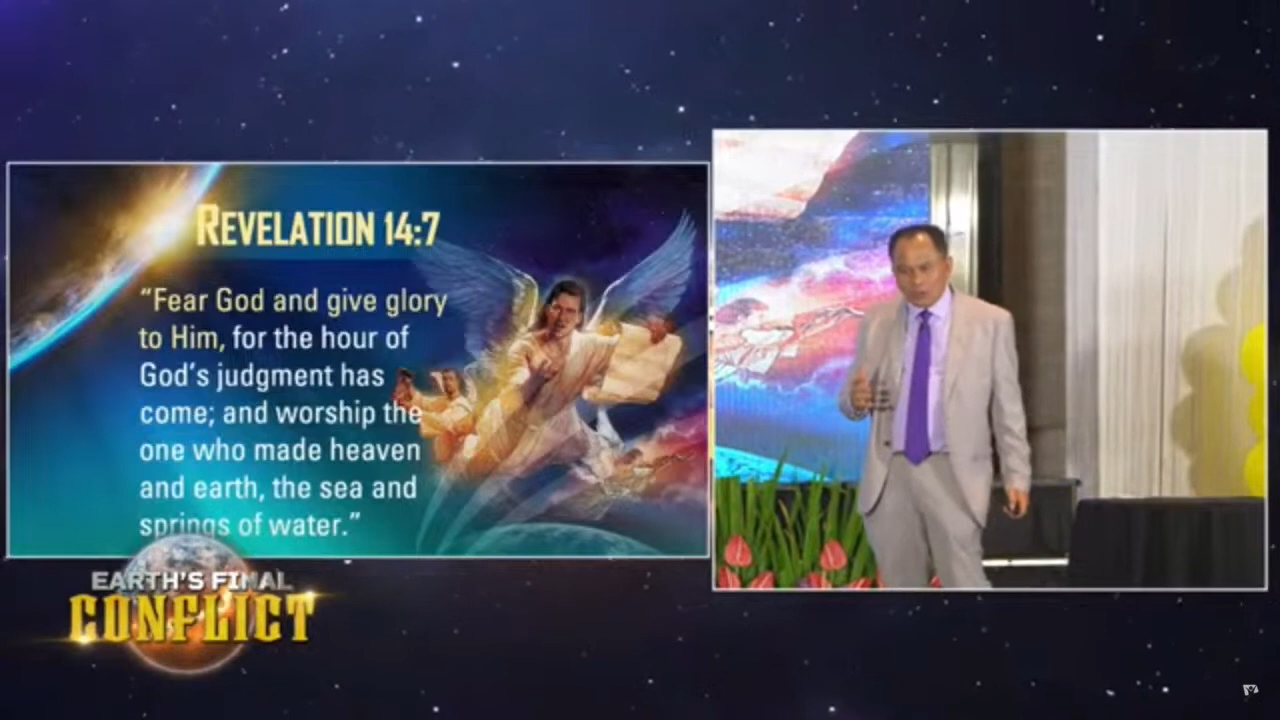 REVELATION 14:7
“Fear God and give glory
to Him, for the hour of
God’s judgment has
come; and worship the
one who made heaven
and earth, the sea and
springs of water.”
EARTH'S FINAL
CONFLICT